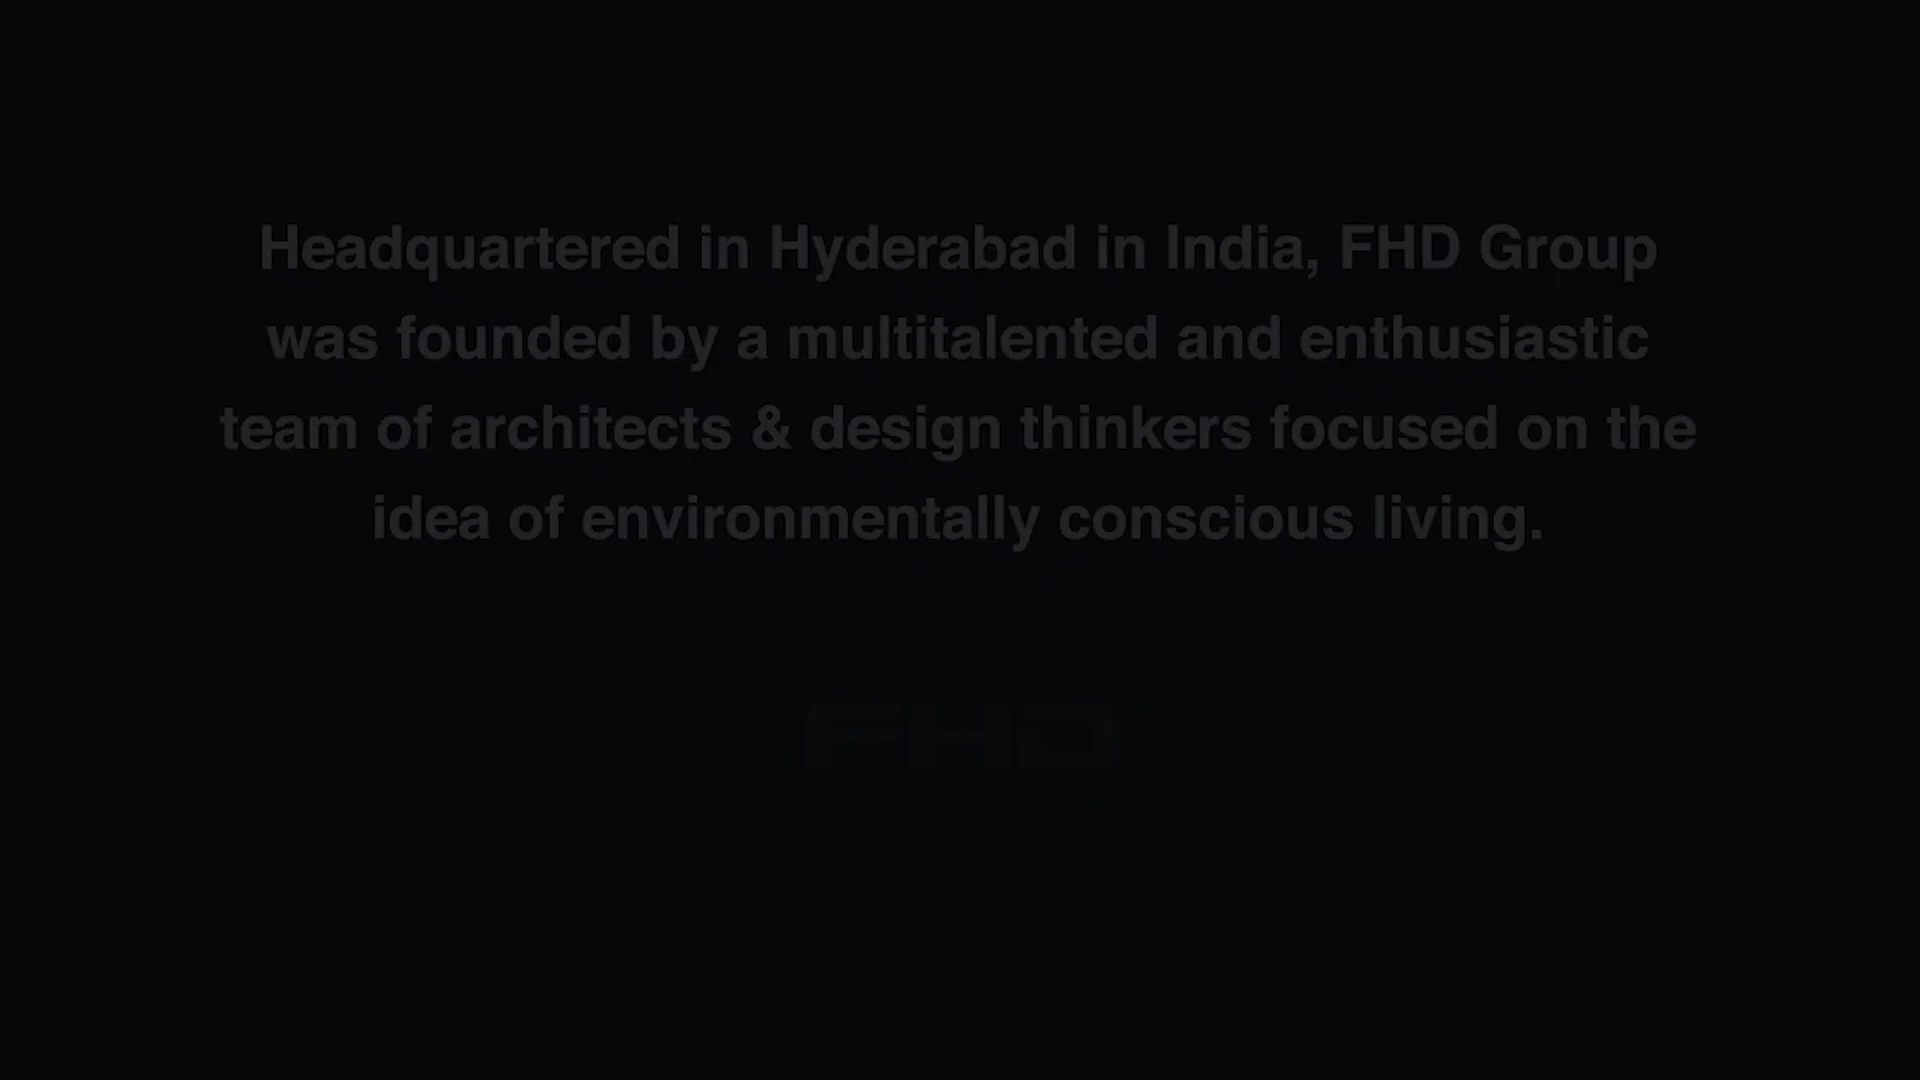 Headquartered in Hyderabad in India, FHD Group
was founded by a multitalented and enthusiastic
team of architects & design thinkers focused on the
idea of environmentally conscious living.
FHD